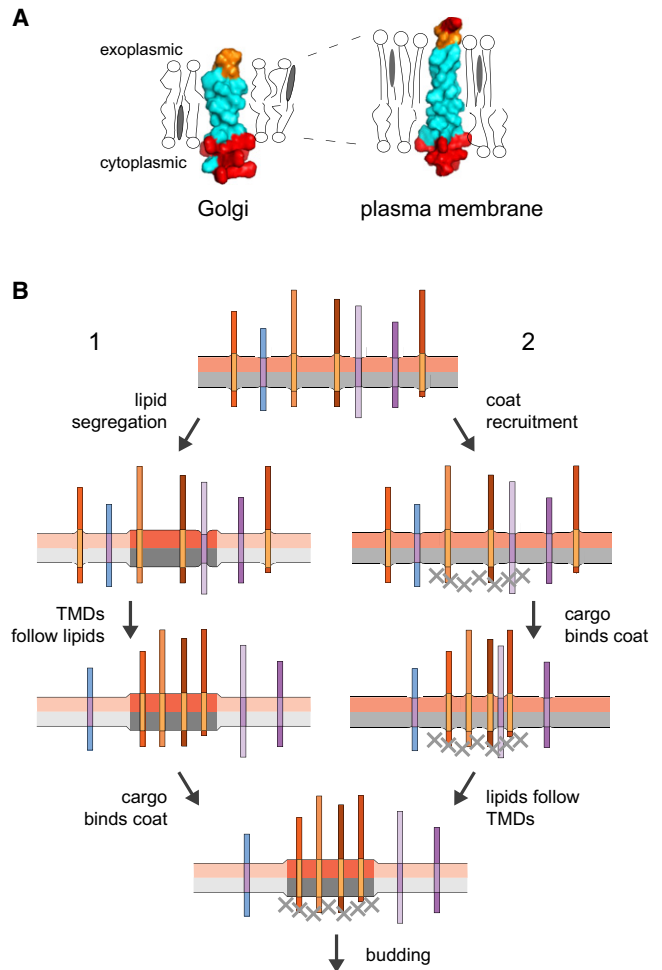 A
exoplasmic
cytoplasmic
Golgi
plasma membrane
B
1
2
lipid
segregation
coat
recruitment
TMDs
follow lipids
cargo
binds coat
cargo
binds coat
lipids follow
TMDs
budding